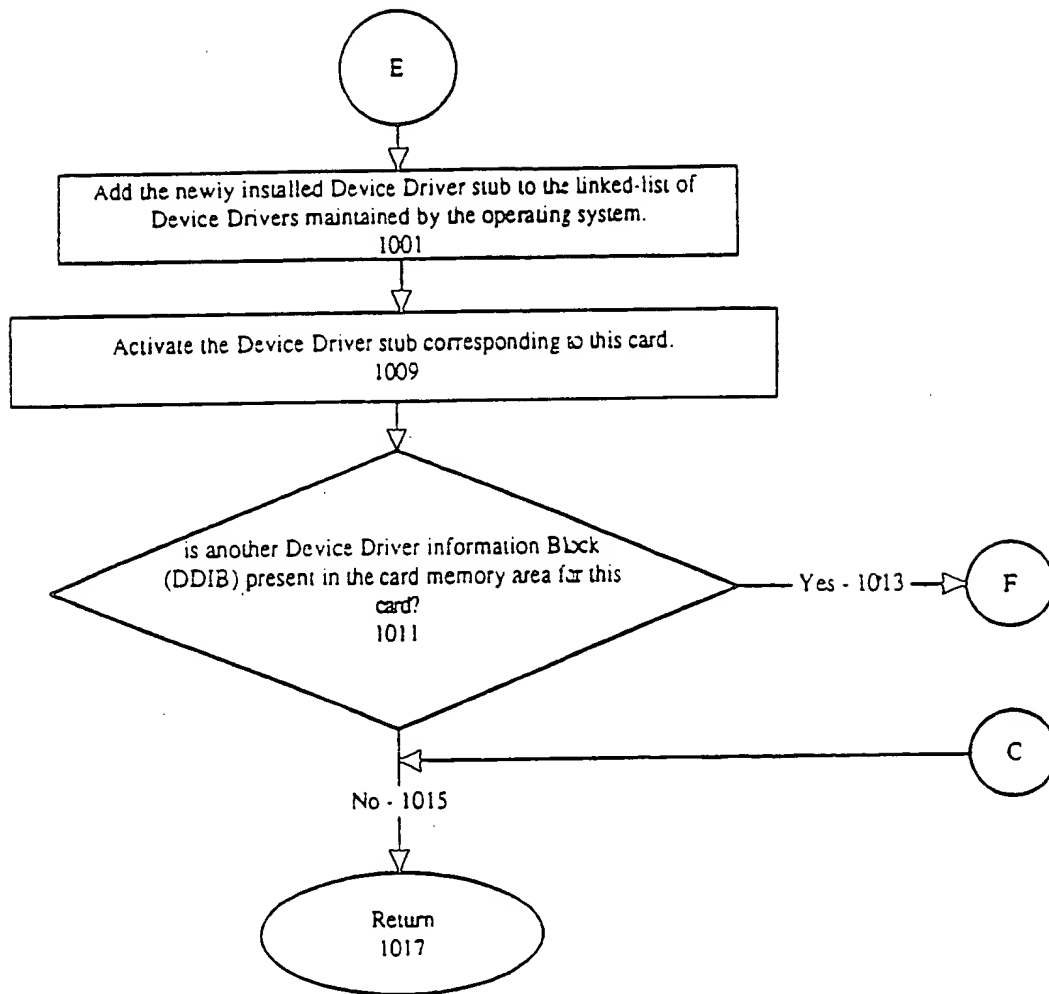 E
Add the newly installed Device Driver stub to the linked-list of
Device Drivers maintained by the operating system.
1001
Activate the Device Driver stub corresponding to this card.
1009
is another Device Driver information Block
(DDIB) present in the card memory area for this
card?
1011
Yes - 1013
F
C
No - 1015
Return
1017